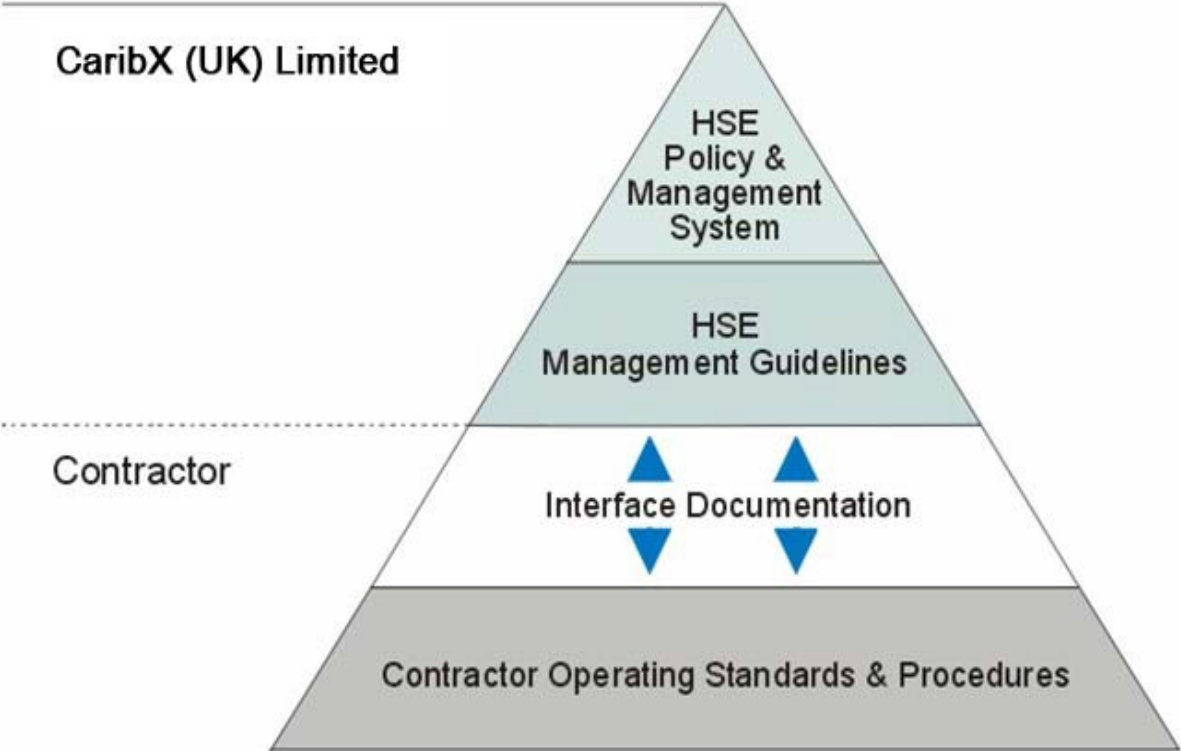 CaribX (UK) Limited
HSE
Policy &
Management
System
HSE
Management Guidelines
Contractor
Interface Documentation
Contractor Operating Standards & Procedures